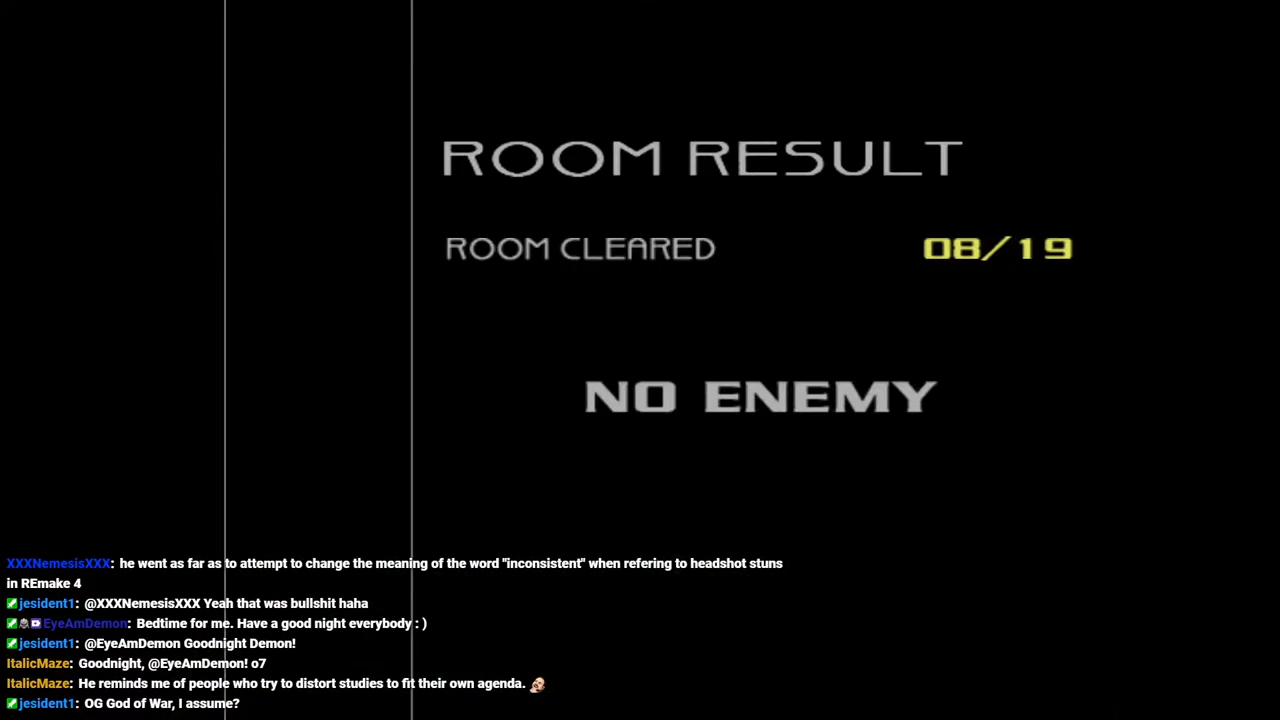 ROOM RESULT
ROOM CLEARED 08/19
NO ENEMY
XXXNemesisXXX: he went as far as to attempt to change the meaning of the word "inconsistent" when refering to headshot stuns
in REmake 4
jesident1: @XXXNemesisXXX Yeah that was bullshit haha
EyeAmDemon: Bedtime for me. Have a good night everybody : )
jesident1: @EyeAmDemon Goodnight Demon!
ItalicMaze: Goodnight, @EyeAmDemon! o7
ItalicMaze: He reminds me of people who try to distort studies to fit their own agenda.
jesident1: OG God of War, I assume?